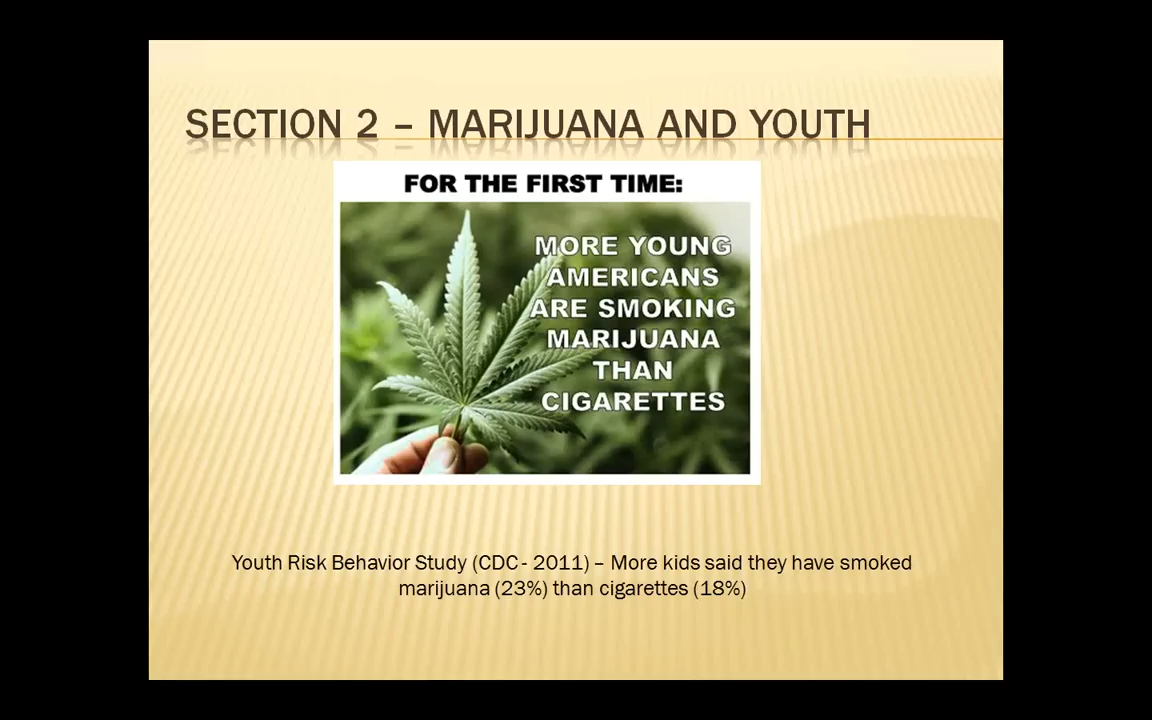 SECTION 2 – MARIJUANA AND YOUTH
FOR THE FIRST TIME:
MORE YOUNG
AMERICANS
ARE SMOKING
MARIJUANA
THAN
CIGARETTES
Youth Risk Behavior Study (CDC - 2011) – More kids said they have smoked
marijuana (23%) than cigarettes (18%)